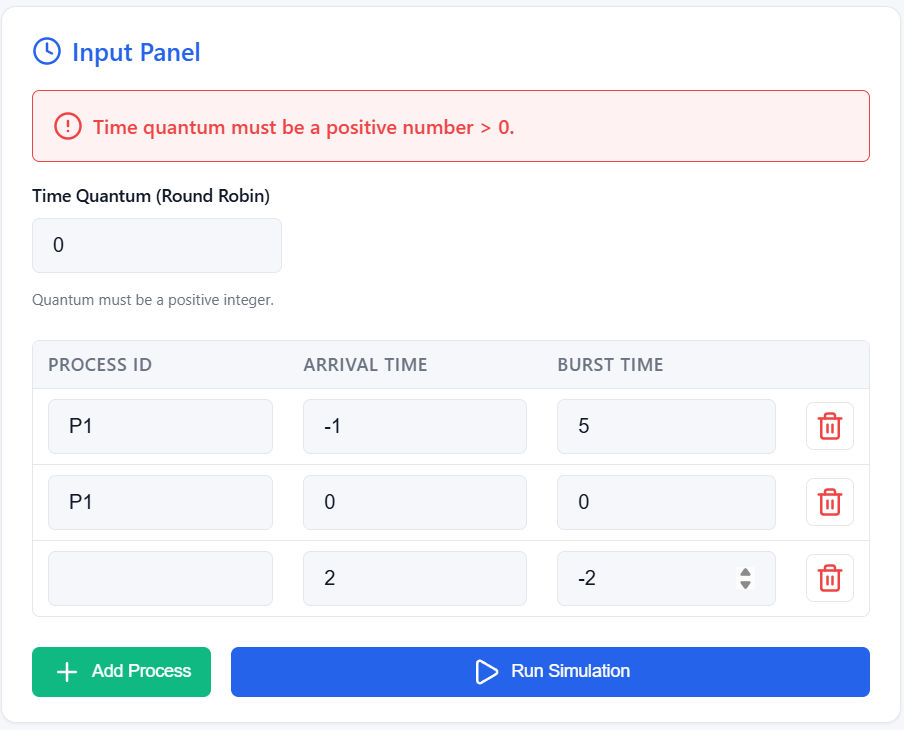 Input Panel
Time quantum must be a positive number > 0.
Time Quantum (Round Robin)
0
Quantum must be a positive integer.
PROCESS ID ARRIVAL TIME BURST TIME
P1 -1 5
P1 0 0
2 -2
Add Process Run Simulation